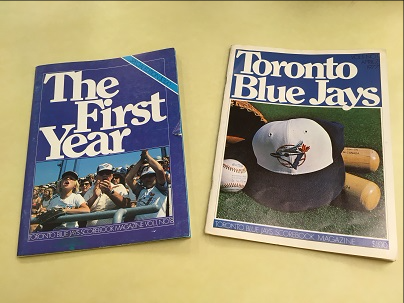 The
First
Year
TORONTO BLUE JAYS SCOREBOOK MAGAZINE VOL.1, NO.
Toronto
Blue Jays
TORONTO BLUE JAYS SCOREBOOK MAGAZINE